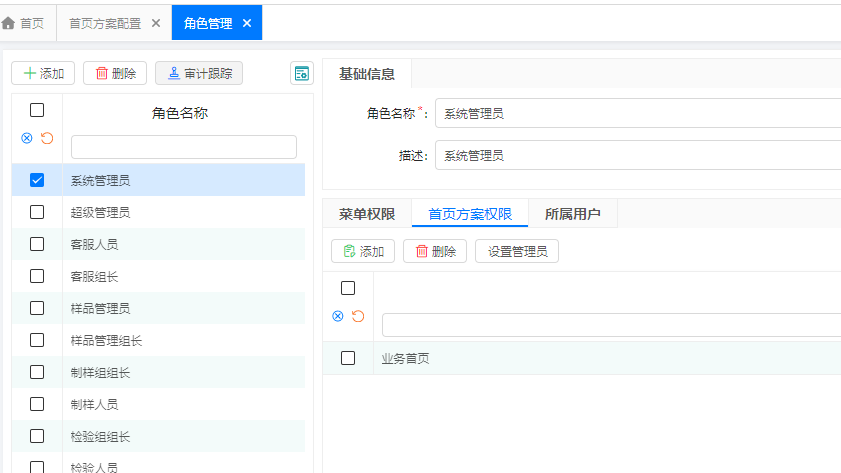 首页 首页方案配置 角色管理
添加 删除 审计跟踪
角色名称
系统管理员
超级管理员
客服人员
客服组长
样品管理员
样品管理组长
制样组组长
制样人员
检验组组长
检验人员
基础信息
角色名称*: 系统管理员
描述: 系统管理员
菜单权限 首页方案权限 所属用户
添加 删除 设置管理员
业务首页